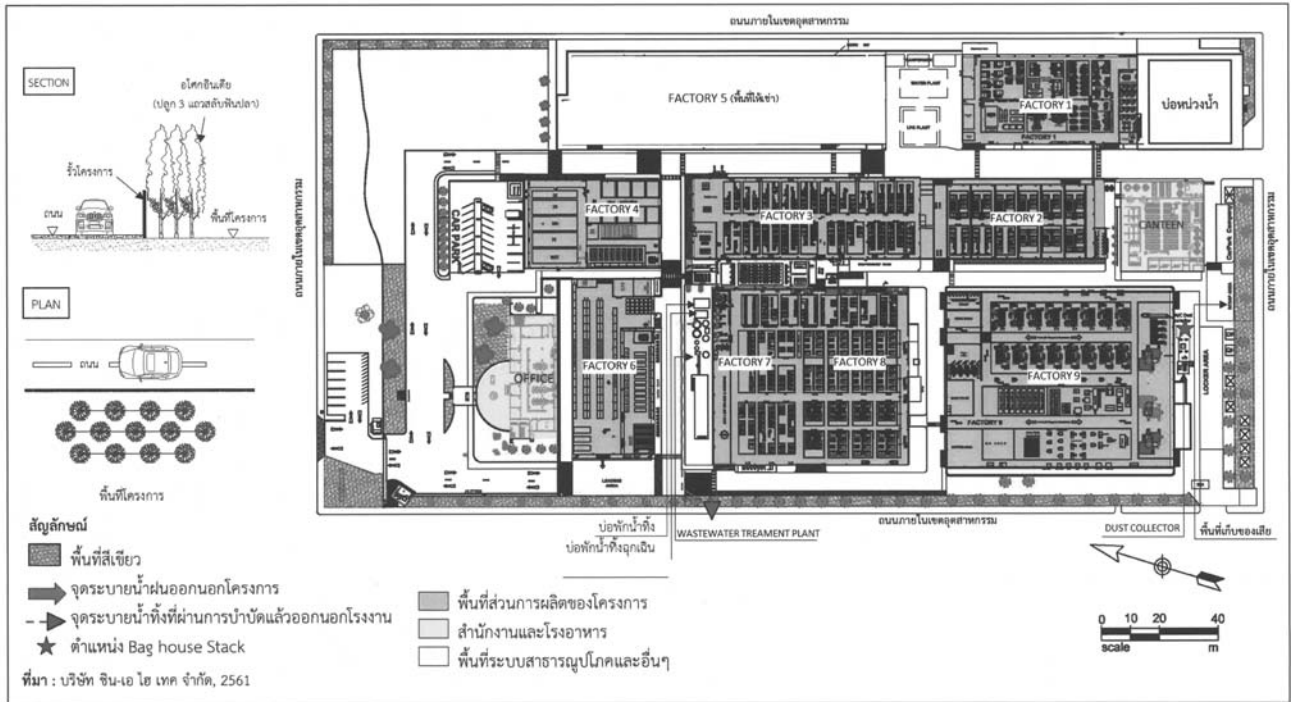 ถนนภายในเขตอุตสาหกรรม
SECTION
อโศกอินเดีย
(ปลูก 3 แถวสลับฟันปลา)
รั้วโครงการ
ถนน
พื้นที่โครงการ
PLAN
ถนน
พื้นที่โครงการ
ถนนภายในเขตอุตสาหกรรม
FACTORY 5 (พื้นที่ให้เช่า)
WATER PLANT
LPG PLANT
FACTORY 1
FACTORY 1
บ่อหน่วงน้ำ
CAR PARK
FACTORY 4
FACTORY 3
FACTORY 2
CANTEEN
ถนนภายในเขตอุตสาหกรรม
OFFICE
FACTORY 6
FACTORY 7
FACTORY 8
FACTORY 9
LOCKER AREA
LOADING AREA
บ่อพักน้ำทิ้ง
บ่อพักน้ำทิ้งฉุกเฉิน
WASTEWATER TREAMENT PLANT
ถนนภายในเขตอุตสาหกรรม
DUST COLLECTOR
พื้นที่เก็บของเสีย
สัญลักษณ์
พื้นที่สีเขียว
จุดระบายน้ำฝนออกนอกโครงการ
จุดระบายน้ำทิ้งที่ผ่านการบำบัดแล้วออกนอกโรงงาน
ตำแหน่ง Bag house Stack
พื้นที่ส่วนการผลิตของโครงการ
สำนักงานและโรงอาหาร
พื้นที่ระบบสาธารณูปโภคและอื่นๆ
0 10 20 40
scale m
ที่มา : บริษัท ชิน-เอ ไฮ เทค จำกัด, 2561